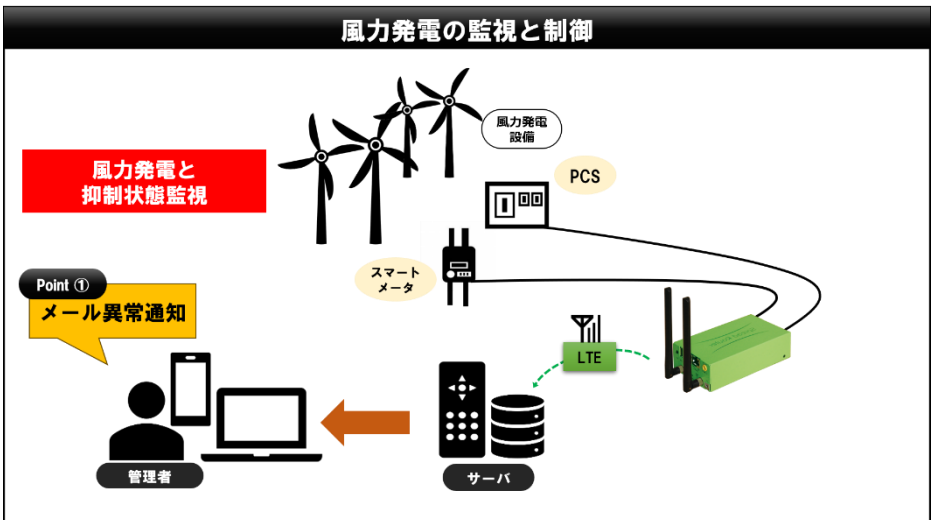 風力発電の監視と制御
風力発電
設備
風力発電と
抑制状態監視
PCS
スマート
メータ
Point ①
メール異常通知
LTE
管理者
サーバ